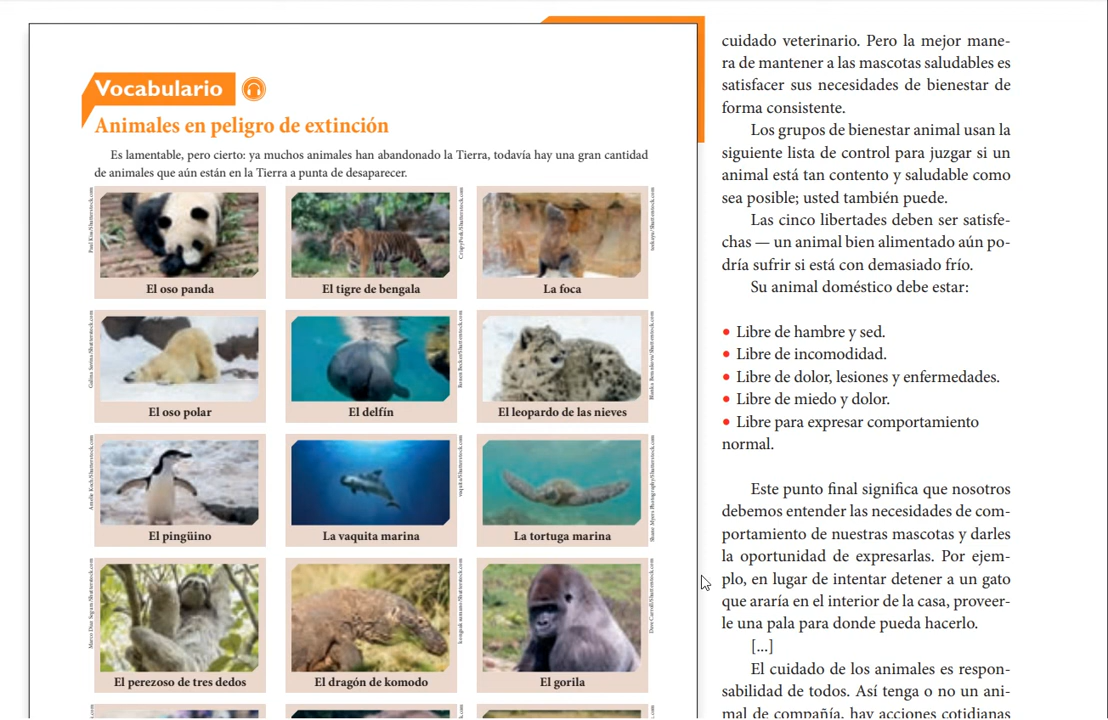 Vocabulario
Animales en peligro de extinción
Es lamentable, pero cierto: ya muchos animales han abandonado la Tierra, todavía hay una gran cantidad
de animales que aún están en la Tierra a punta de desaparecer.
El oso panda
El tigre de bengala
La foca
El oso polar
El delfín
El leopardo de las nieves
El pingüino
La vaquita marina
La tortuga marina
El perezoso de tres dedos
El dragón de komodo
El gorila
cuidado veterinario. Pero la mejor mane-
ra de mantener a las mascotas saludables es
satisfacer sus necesidades de bienestar de
forma consistente.
Los grupos de bienestar animal usan la
siguiente lista de control para juzgar si un
animal está tan contento y saludable como
sea posible; usted también puede.
Las cinco libertades deben ser satisfe-
chas — un animal bien alimentado aún po-
dría sufrir si está con demasiado frío.
Su animal doméstico debe estar:
• Libre de hambre y sed.
• Libre de incomodidad.
• Libre de dolor, lesiones y enfermedades.
• Libre de miedo y dolor.
• Libre para expresar comportamiento
normal.
Este punto final significa que nosotros
debemos entender las necesidades de com-
portamiento de nuestras mascotas y darles
la oportunidad de expresarlas. Por ejem-
plo, en lugar de intentar detener a un gato
que araría en el interior de la casa, proveer-
le una pala para donde pueda hacerlo.
[...]
El cuidado de los animales es respon-
sabilidad de todos. Así tenga o no un ani-
mal de compañía, hay acciones cotidianas